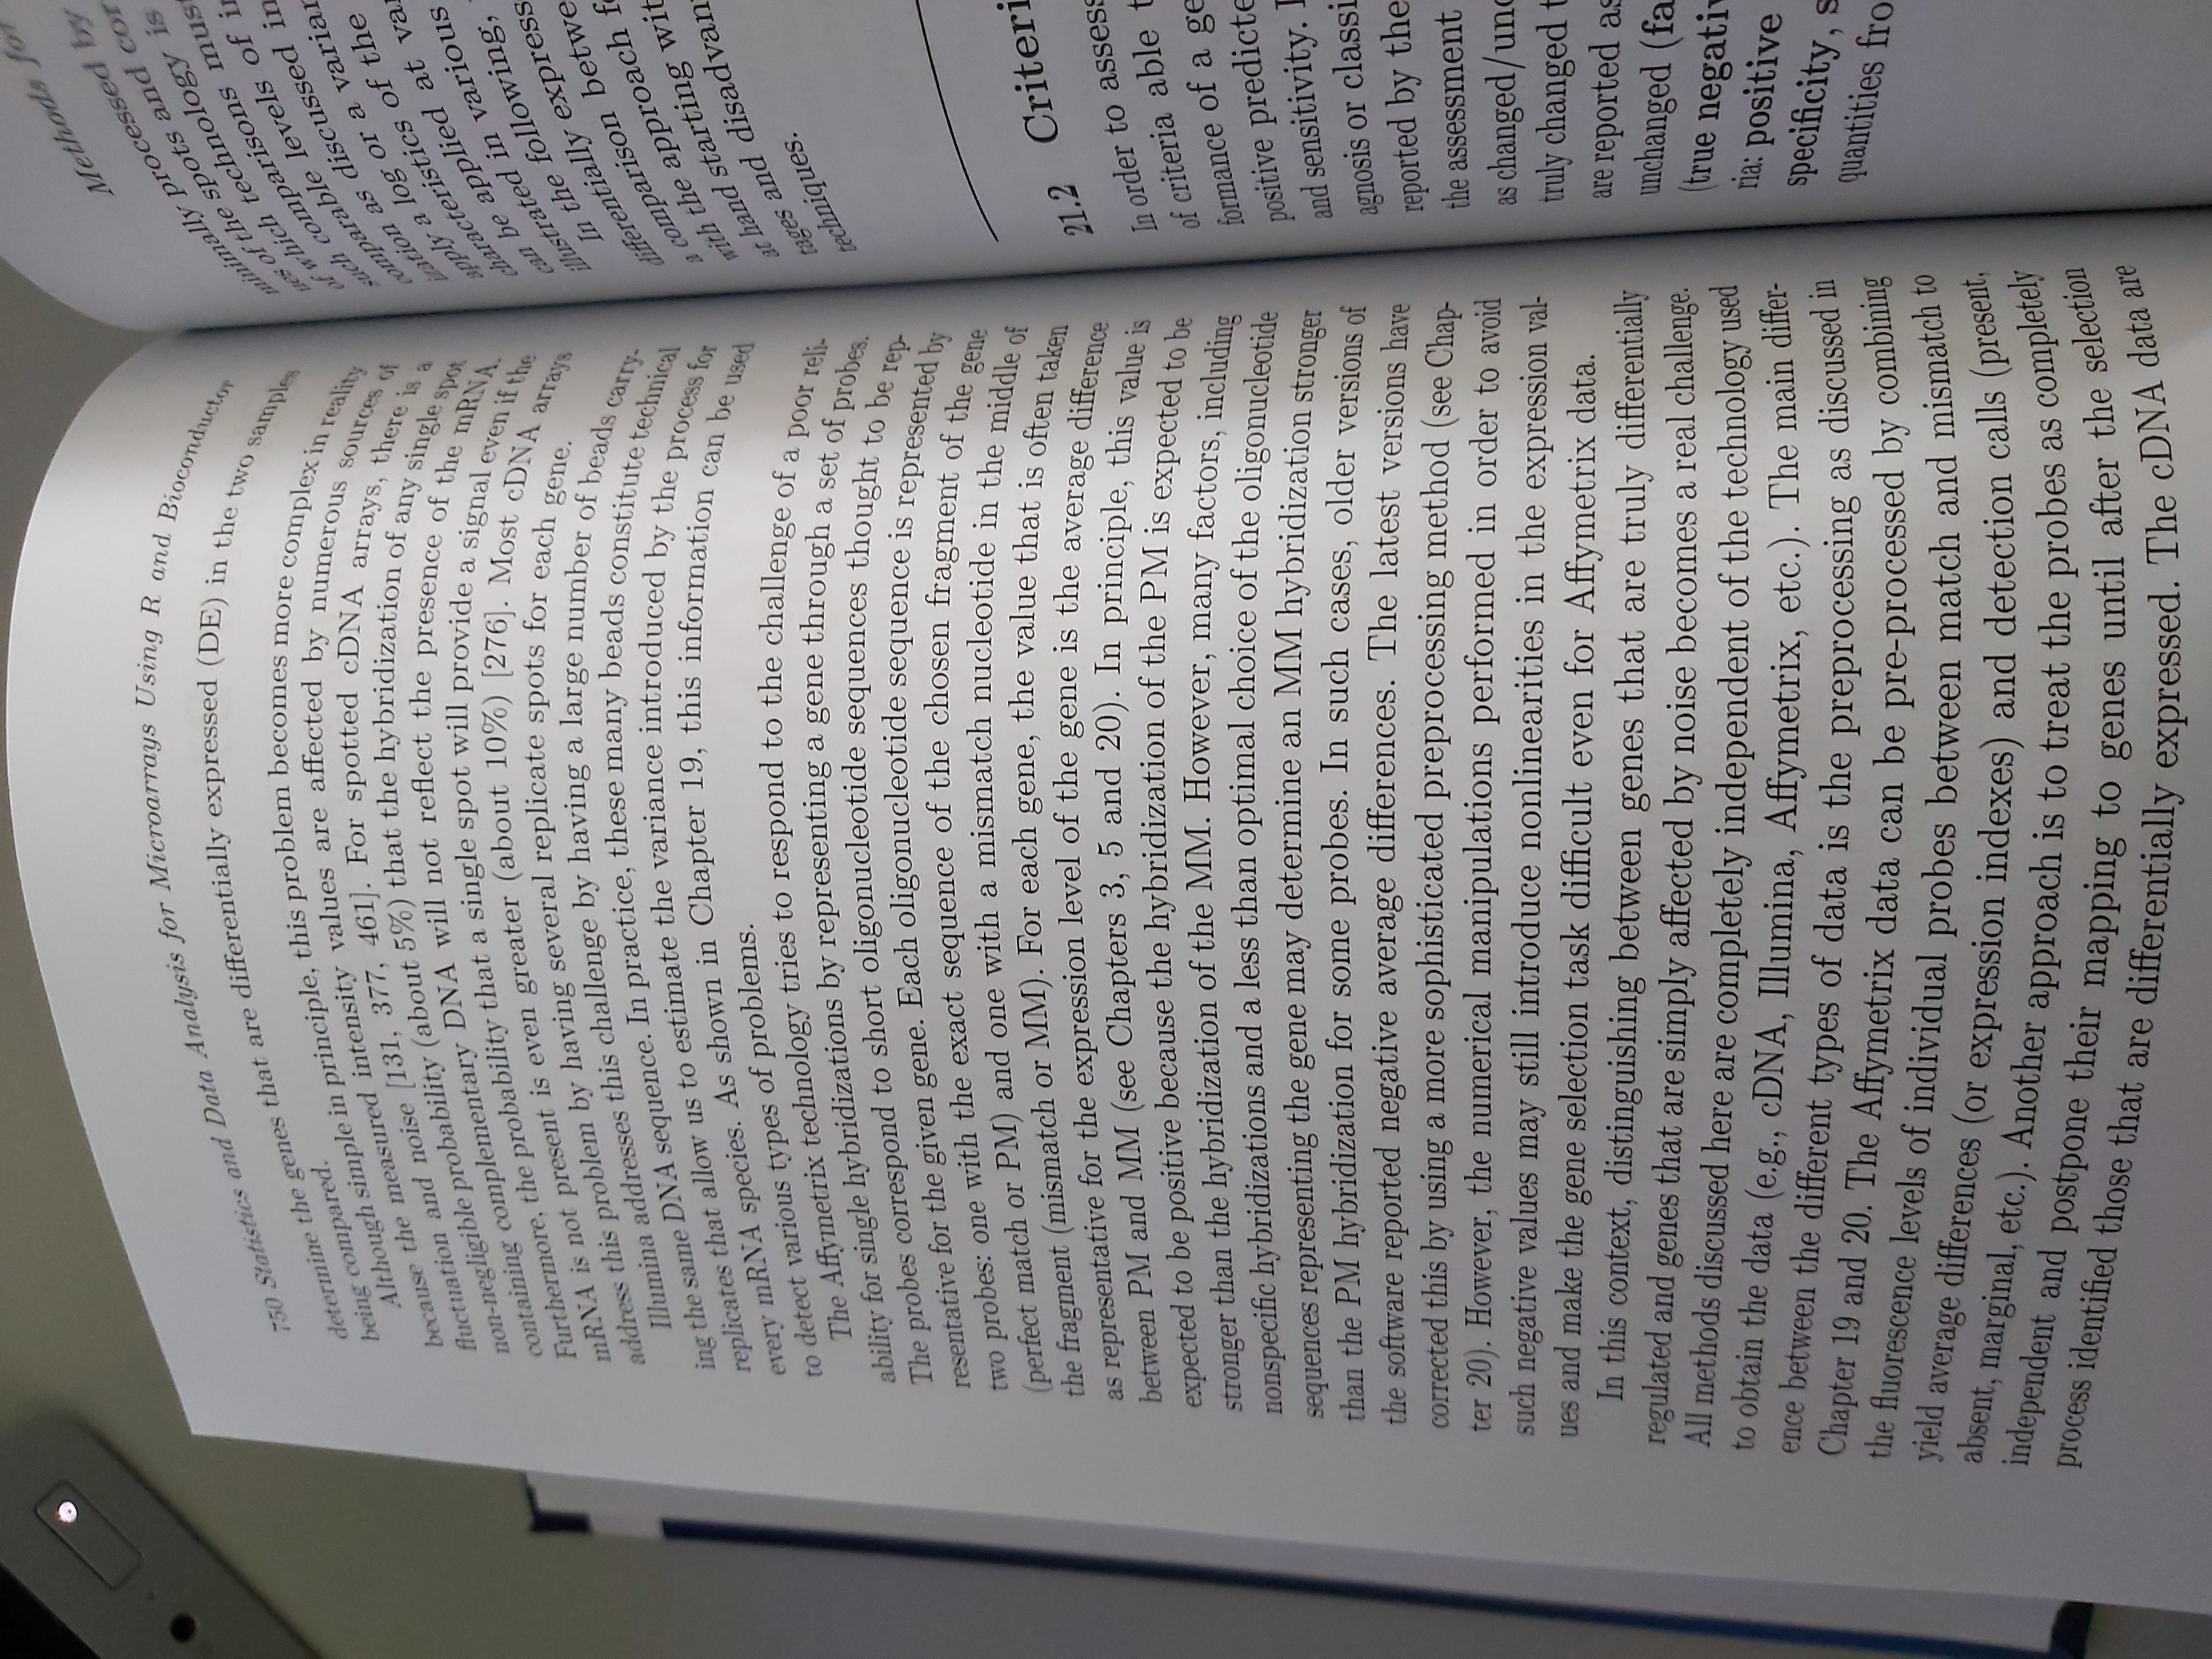 750 Statistics and Data Analysis for Microarrays Using R and Bioconductor
determine the genes that are differentially expressed (DE) in the two samples
being compared.
Although simple in principle, this problem becomes more complex in reality
because the measured intensity values are affected by numerous sources of
fluctuation and noise [131, 377, 461]. For spotted cDNA arrays, there is a
non-negligible probability (about 5%) that the hybridization of any single spot
containing complementary DNA will not reflect the presence of the mRNA.
Furthermore, the probability that a single spot will provide a signal even if the
mRNA is not present is even greater (about 10%) [276]. Most cDNA arrays
address this problem by having several replicate spots for each gene.
Illumina addresses this challenge by having a large number of beads carry-
ing the same DNA sequence. In practice, these many beads constitute technical
replicates that allow us to estimate the variance introduced by the process for
every mRNA species. As shown in Chapter 19, this information can be used
to detect various types of problems.
The Affymetrix technology tries to respond to the challenge of a poor reli-
ability for single hybridizations by representing a gene through a set of probes.
The probes correspond to short oligonucleotide sequences thought to be rep-
resentative for the given gene. Each oligonucleotide sequence is represented by
two probes: one with the exact sequence of the chosen fragment of the gene
(perfect match or PM) and one with a mismatch nucleotide in the middle of
the fragment (mismatch or MM). For each gene, the value that is often taken
as representative for the expression level of the gene is the average difference
between PM and MM (see Chapters 3, 5 and 20). In principle, this value is
expected to be positive because the hybridization of the PM is expected to be
stronger than the hybridization of the MM. However, many factors, including
nonspecific hybridizations and a less than optimal choice of the oligonucleotide
sequences representing the gene may determine an MM hybridization stronger
than the PM hybridization for some probes. In such cases, older versions of
the software reported negative average differences. The latest versions have
corrected this by using a more sophisticated preprocessing method (see Chap-
ter 20). However, the numerical manipulations performed in order to avoid
such negative values may still introduce nonlinearities in the expression val-
ues and make the gene selection task difficult even for Affymetrix data.
In this context, distinguishing between genes that are truly differentially
regulated and genes that are simply affected by noise becomes a real challenge.
All methods discussed here are completely independent of the technology used
to obtain the data (e.g., cDNA, Illumina, Affymetrix, etc.). The main differ-
ence between the different types of data is the preprocessing as discussed in
Chapter 19 and 20. The Affymetrix data can be pre-processed by combining
the fluorescence levels of individual probes between match and mismatch to
yield average differences (or expression indexes) and detection calls (present,
absent, marginal, etc.). Another approach is to treat the probes as completely
independent and postpone their mapping to genes until after the selection
process identified those that are differentially expressed. The cDNA data are
Methods for
minimally processed by
ues of the spots and
of which technology is
such comparisons
comparable levels of
ization as discussed in
apply a log or a
characteristics of the
can be applied at
illustrated in various
In the following,
differentially
a comparison
with the approach
at hand starting
tages and
techniques.
21.2
In order to
of criteria able
formance of a
positive
and sensitivity.
agnosis or
reported by the
the assessment
as
truly changed
are reported
unchanged
(true
ria: positive
specificity,
quantities